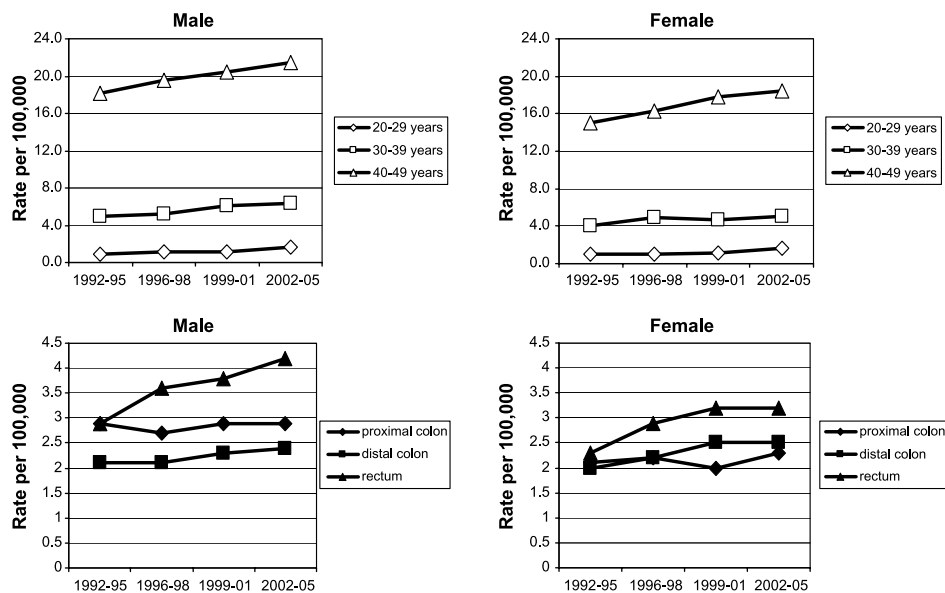 Male
Rate per 100,000
24.0
20.0
16.0
12.0
8.0
4.0
0.0
1992-95 1996-98 1999-01 2002-05
20-29 years
30-39 years
40-49 years
Female
Rate per 100,000
24.0
20.0
16.0
12.0
8.0
4.0
0.0
1992-95 1996-98 1999-01 2002-05
20-29 years
30-39 years
40-49 years
Male
Rate per 100,000
4.5
4
3.5
3
2.5
2
1.5
1
0.5
0
1992-95 1996-98 1999-01 2002-05
proximal colon
distal colon
rectum
Female
Rate per 100,000
4.5
4
3.5
3
2.5
2
1.5
1
0.5
0
1992-95 1996-98 1999-01 2002-05
proximal colon
distal colon
rectum